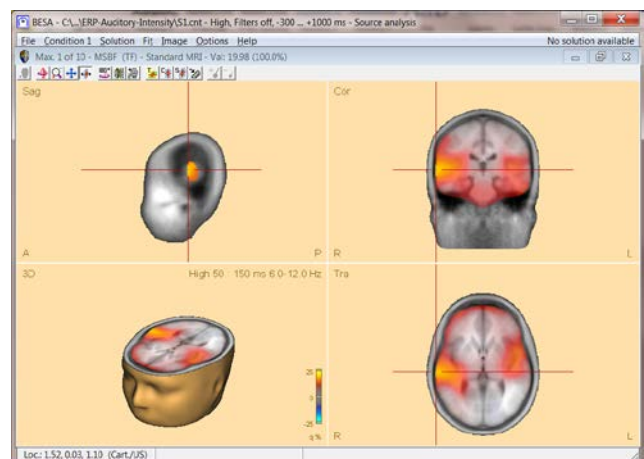 BESA - C:\...\ERP-Auditory-Intensity\S1.cnt - High, Filters off, -300 ... +1000 ms - Source analysis
File Condition 1 Solution Fit Image Options Help No solution available
Max. 1 of 10 - MSBF (TF) - Standard MRI - Val: 19.98 (100.0%)
Sag
Cor
A P
R L
3D High 50 : 150 ms 6.0- 12.0 Hz
Tra
25
0
-25
q %
R L
Loc.: 1.52, 0.03, 1.10 (Cart./US)